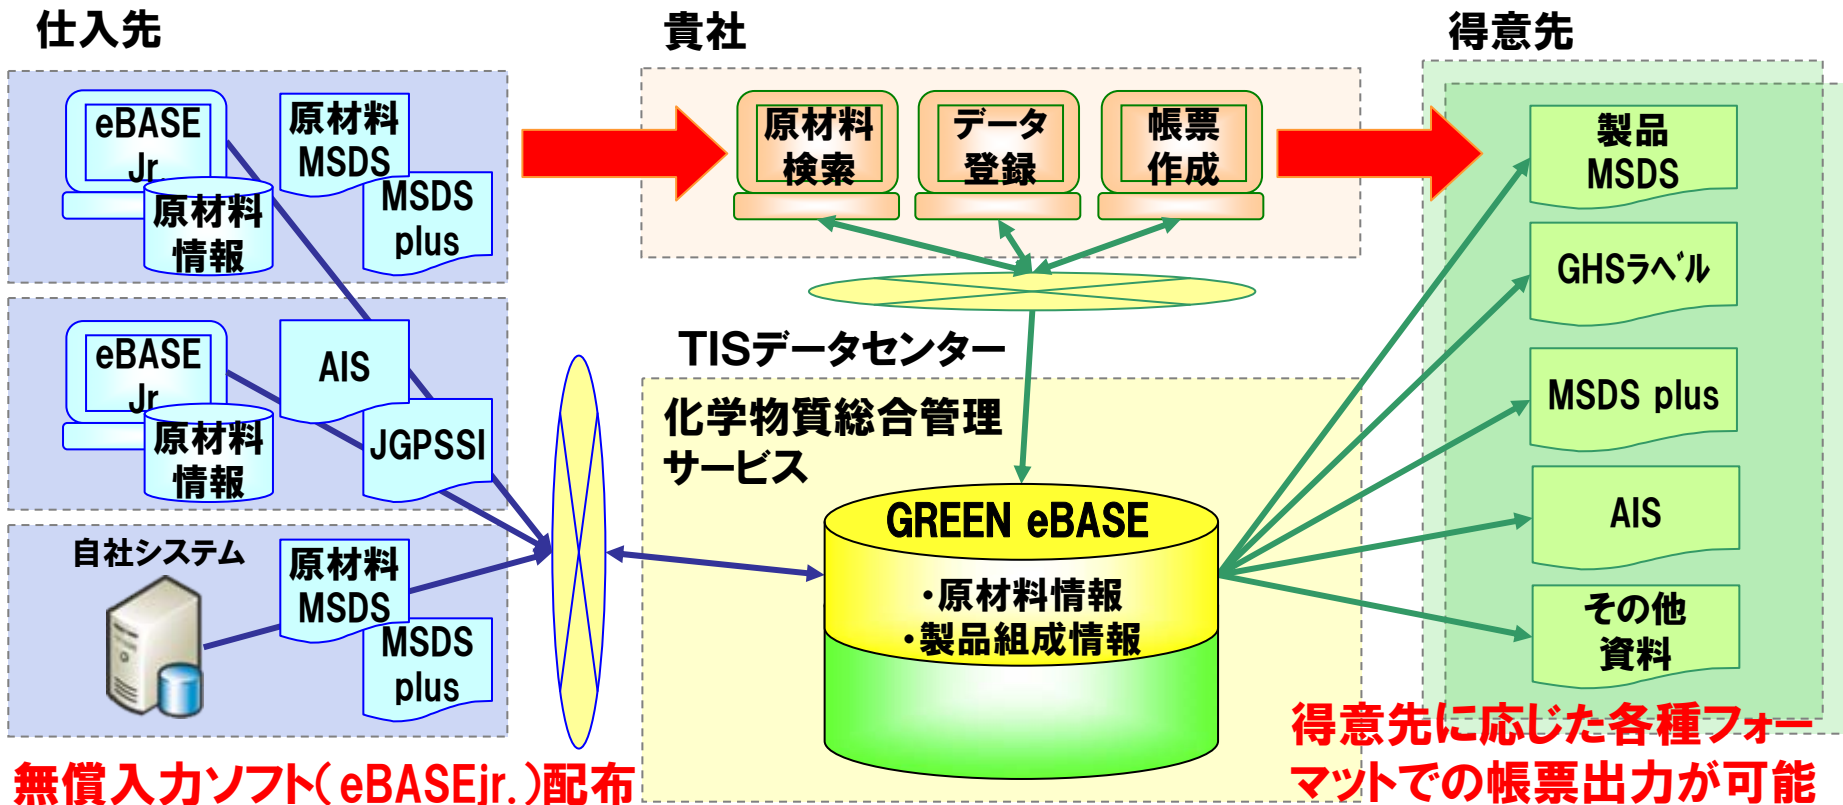 仕入先
eBASE
Jr.
原材料
情報
原材料
MSDS
MSDS
plus
eBASE
Jr
原材料
情報
AIS
JGPSSI
自社システム
原材料
MSDS
MSDS
plus
無償入力ソフト(eBASEjr.)配布
貴社
原材料
検索
データ
登録
帳票
作成
TISデータセンター
化学物質総合管理
サービス
GREEN eBASE
・原材料情報
・製品組成情報
得意先
製品
MSDS
GHSラベル
MSDS plus
AIS
その他
資料
得意先に応じた各種フォー
マットでの帳票出力が可能